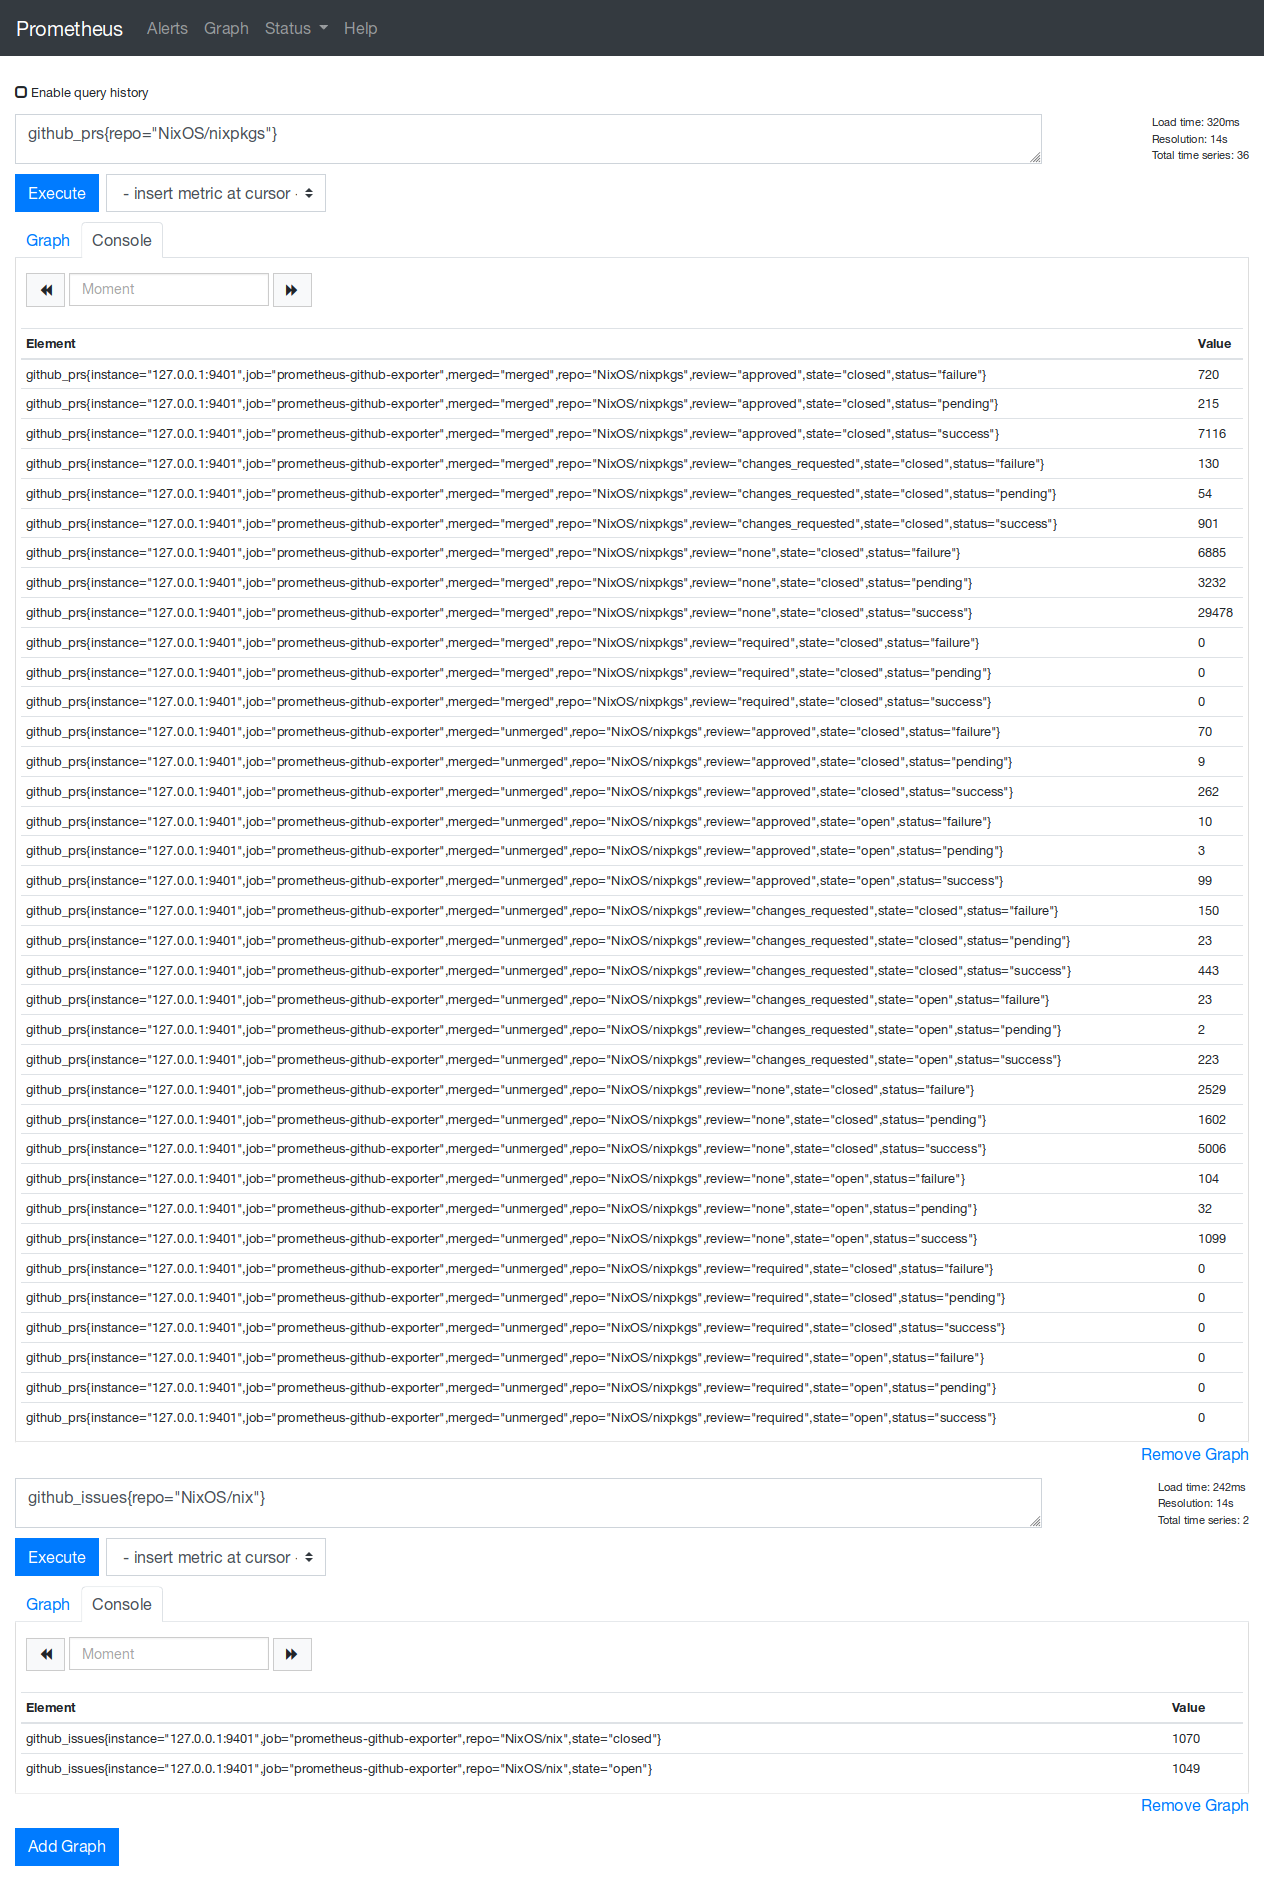 Prometheus Alerts Graph Status Help
Enable query history
github_prs{repo="NixOS/nixpkgs"}
Load time: 320ms
Resolution: 14s
Total time series: 36
Execute - insert metric at cursor -
Graph Console
Moment
Element Value
github_prs{instance="127.0.0.1:9401",job="prometheus-github-exporter",merged="merged",repo="NixOS/nixpkgs",review="approved",state="closed",status="failure"} 720
github_prs{instance="127.0.0.1:9401",job="prometheus-github-exporter",merged="merged",repo="NixOS/nixpkgs",review="approved",state="closed",status="pending"} 215
github_prs{instance="127.0.0.1:9401",job="prometheus-github-exporter",merged="merged",repo="NixOS/nixpkgs",review="approved",state="closed",status="success"} 7116
github_prs{instance="127.0.0.1:9401",job="prometheus-github-exporter",merged="merged",repo="NixOS/nixpkgs",review="changes_requested",state="closed",status="failure"} 130
github_prs{instance="127.0.0.1:9401",job="prometheus-github-exporter",merged="merged",repo="NixOS/nixpkgs",review="changes_requested",state="closed",status="pending"} 54
github_prs{instance="127.0.0.1:9401",job="prometheus-github-exporter",merged="merged",repo="NixOS/nixpkgs",review="changes_requested",state="closed",status="success"} 901
github_prs{instance="127.0.0.1:9401",job="prometheus-github-exporter",merged="merged",repo="NixOS/nixpkgs",review="none",state="closed",status="failure"} 6885
github_prs{instance="127.0.0.1:9401",job="prometheus-github-exporter",merged="merged",repo="NixOS/nixpkgs",review="none",state="closed",status="pending"} 3232
github_prs{instance="127.0.0.1:9401",job="prometheus-github-exporter",merged="merged",repo="NixOS/nixpkgs",review="none",state="closed",status="success"} 29478
github_prs{instance="127.0.0.1:9401",job="prometheus-github-exporter",merged="merged",repo="NixOS/nixpkgs",review="required",state="closed",status="failure"} 0
github_prs{instance="127.0.0.1:9401",job="prometheus-github-exporter",merged="merged",repo="NixOS/nixpkgs",review="required",state="closed",status="pending"} 0
github_prs{instance="127.0.0.1:9401",job="prometheus-github-exporter",merged="merged",repo="NixOS/nixpkgs",review="required",state="closed",status="success"} 0
github_prs{instance="127.0.0.1:9401",job="prometheus-github-exporter",merged="unmerged",repo="NixOS/nixpkgs",review="approved",state="closed",status="failure"} 70
github_prs{instance="127.0.0.1:9401",job="prometheus-github-exporter",merged="unmerged",repo="NixOS/nixpkgs",review="approved",state="closed",status="pending"} 9
github_prs{instance="127.0.0.1:9401",job="prometheus-github-exporter",merged="unmerged",repo="NixOS/nixpkgs",review="approved",state="closed",status="success"} 262
github_prs{instance="127.0.0.1:9401",job="prometheus-github-exporter",merged="unmerged",repo="NixOS/nixpkgs",review="approved",state="open",status="failure"} 10
github_prs{instance="127.0.0.1:9401",job="prometheus-github-exporter",merged="unmerged",repo="NixOS/nixpkgs",review="approved",state="open",status="pending"} 3
github_prs{instance="127.0.0.1:9401",job="prometheus-github-exporter",merged="unmerged",repo="NixOS/nixpkgs",review="approved",state="open",status="success"} 99
github_prs{instance="127.0.0.1:9401",job="prometheus-github-exporter",merged="unmerged",repo="NixOS/nixpkgs",review="changes_requested",state="closed",status="failure"} 150
github_prs{instance="127.0.0.1:9401",job="prometheus-github-exporter",merged="unmerged",repo="NixOS/nixpkgs",review="changes_requested",state="closed",status="pending"} 23
github_prs{instance="127.0.0.1:9401",job="prometheus-github-exporter",merged="unmerged",repo="NixOS/nixpkgs",review="changes_requested",state="closed",status="success"} 443
github_prs{instance="127.0.0.1:9401",job="prometheus-github-exporter",merged="unmerged",repo="NixOS/nixpkgs",review="changes_requested",state="open",status="failure"} 23
github_prs{instance="127.0.0.1:9401",job="prometheus-github-exporter",merged="unmerged",repo="NixOS/nixpkgs",review="changes_requested",state="open",status="pending"} 2
github_prs{instance="127.0.0.1:9401",job="prometheus-github-exporter",merged="unmerged",repo="NixOS/nixpkgs",review="changes_requested",state="open",status="success"} 223
github_prs{instance="127.0.0.1:9401",job="prometheus-github-exporter",merged="unmerged",repo="NixOS/nixpkgs",review="none",state="closed",status="failure"} 2529
github_prs{instance="127.0.0.1:9401",job="prometheus-github-exporter",merged="unmerged",repo="NixOS/nixpkgs",review="none",state="closed",status="pending"} 1602
github_prs{instance="127.0.0.1:9401",job="prometheus-github-exporter",merged="unmerged",repo="NixOS/nixpkgs",review="none",state="closed",status="success"} 5006
github_prs{instance="127.0.0.1:9401",job="prometheus-github-exporter",merged="unmerged",repo="NixOS/nixpkgs",review="none",state="open",status="failure"} 104
github_prs{instance="127.0.0.1:9401",job="prometheus-github-exporter",merged="unmerged",repo="NixOS/nixpkgs",review="none",state="open",status="pending"} 32
github_prs{instance="127.0.0.1:9401",job="prometheus-github-exporter",merged="unmerged",repo="NixOS/nixpkgs",review="none",state="open",status="success"} 1099
github_prs{instance="127.0.0.1:9401",job="prometheus-github-exporter",merged="unmerged",repo="NixOS/nixpkgs",review="required",state="closed",status="failure"} 0
github_prs{instance="127.0.0.1:9401",job="prometheus-github-exporter",merged="unmerged",repo="NixOS/nixpkgs",review="required",state="closed",status="pending"} 0
github_prs{instance="127.0.0.1:9401",job="prometheus-github-exporter",merged="unmerged",repo="NixOS/nixpkgs",review="required",state="closed",status="success"} 0
github_prs{instance="127.0.0.1:9401",job="prometheus-github-exporter",merged="unmerged",repo="NixOS/nixpkgs",review="required",state="open",status="failure"} 0
github_prs{instance="127.0.0.1:9401",job="prometheus-github-exporter",merged="unmerged",repo="NixOS/nixpkgs",review="required",state="open",status="pending"} 0
github_prs{instance="127.0.0.1:9401",job="prometheus-github-exporter",merged="unmerged",repo="NixOS/nixpkgs",review="required",state="open",status="success"} 0
Remove Graph
github_issues{repo="NixOS/nix"}
Load time: 242ms
Resolution: 14s
Total time series: 2
Execute - insert metric at cursor -
Graph Console
Moment
Element Value
github_issues{instance="127.0.0.1:9401",job="prometheus-github-exporter",repo="NixOS/nix",state="closed"} 1070
github_issues{instance="127.0.0.1:9401",job="prometheus-github-exporter",repo="NixOS/nix",state="open"} 1049
Remove Graph
Add Graph